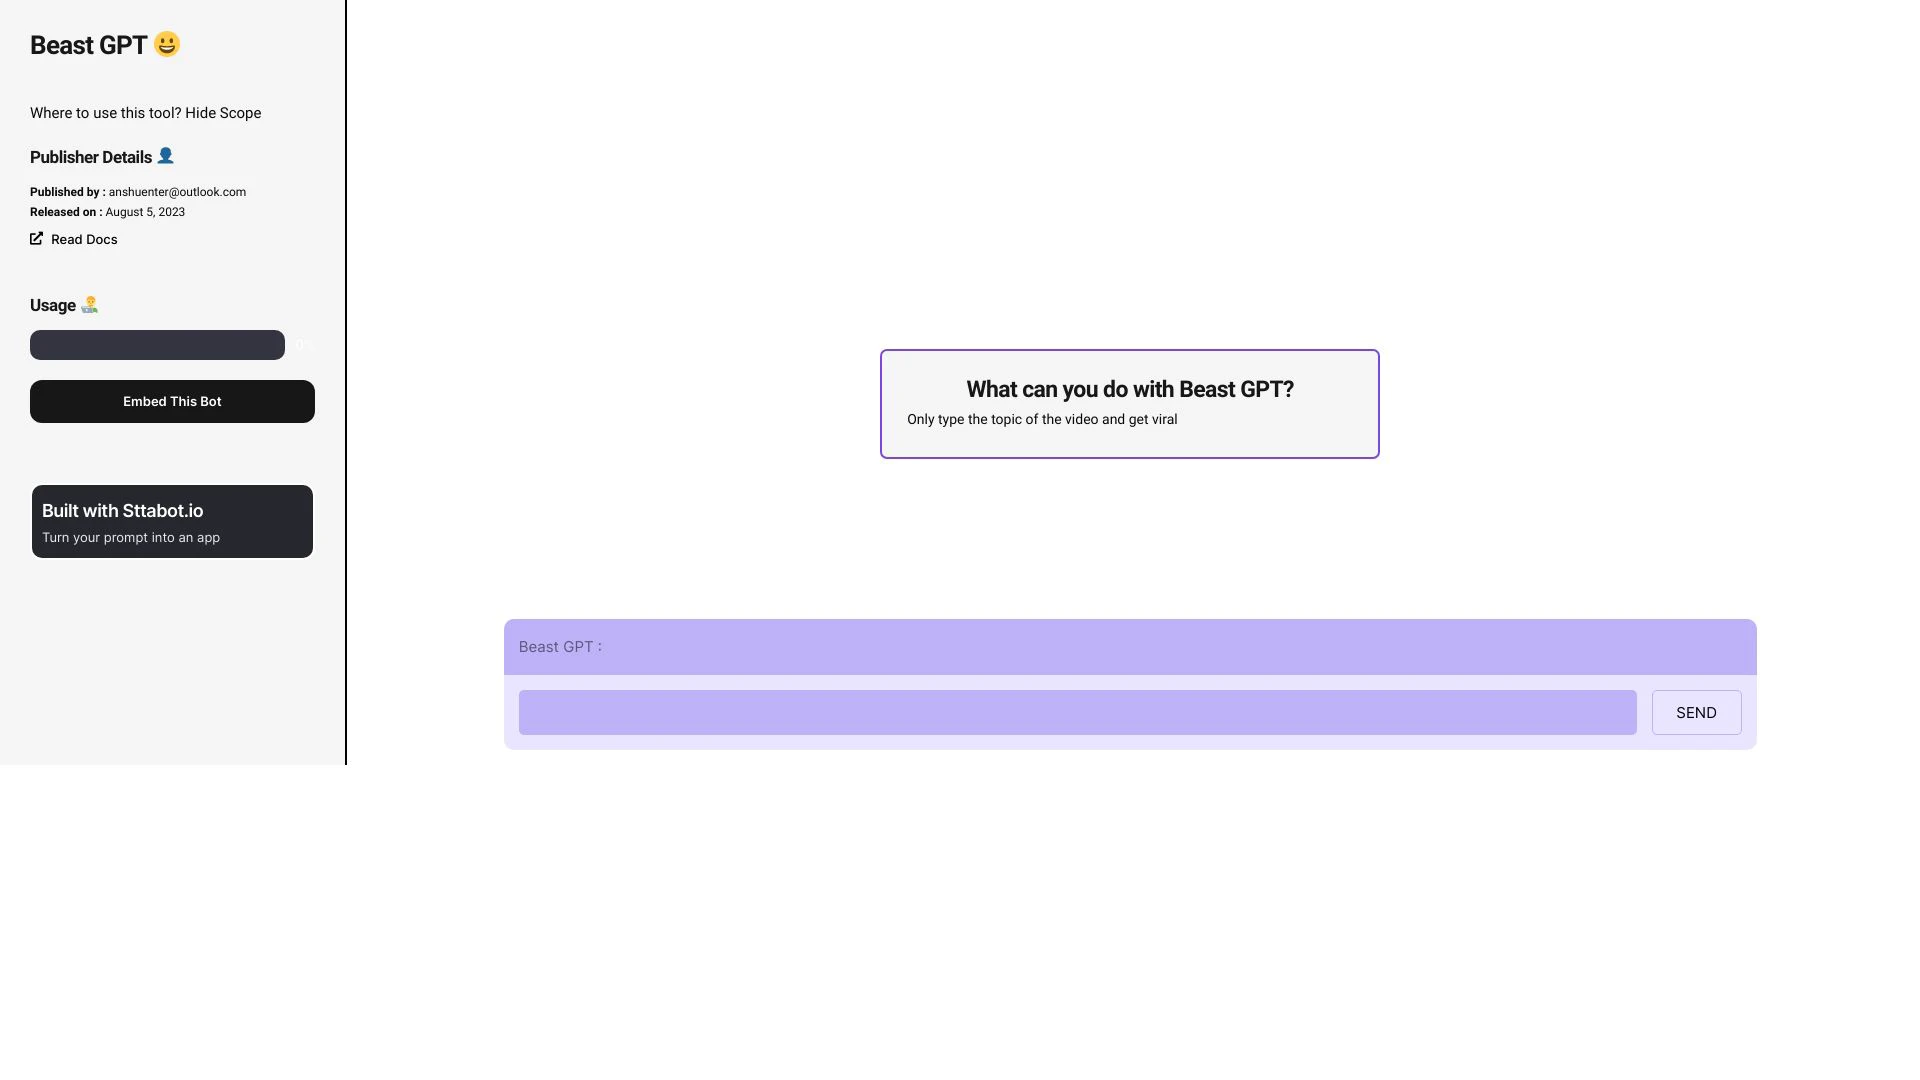 Beast GPT 😃
Where to use this tool? Hide Scope
Publisher Details 👤
Published by : anshuenter@outlook.com
Released on : August 5, 2023
Read Docs
Usage 👨‍💻
Embed This Bot
Built with Sttabot.io
Turn your prompt into an app
What can you do with Beast GPT?
Only type the topic of the video and get viral
Beast GPT :
SEND